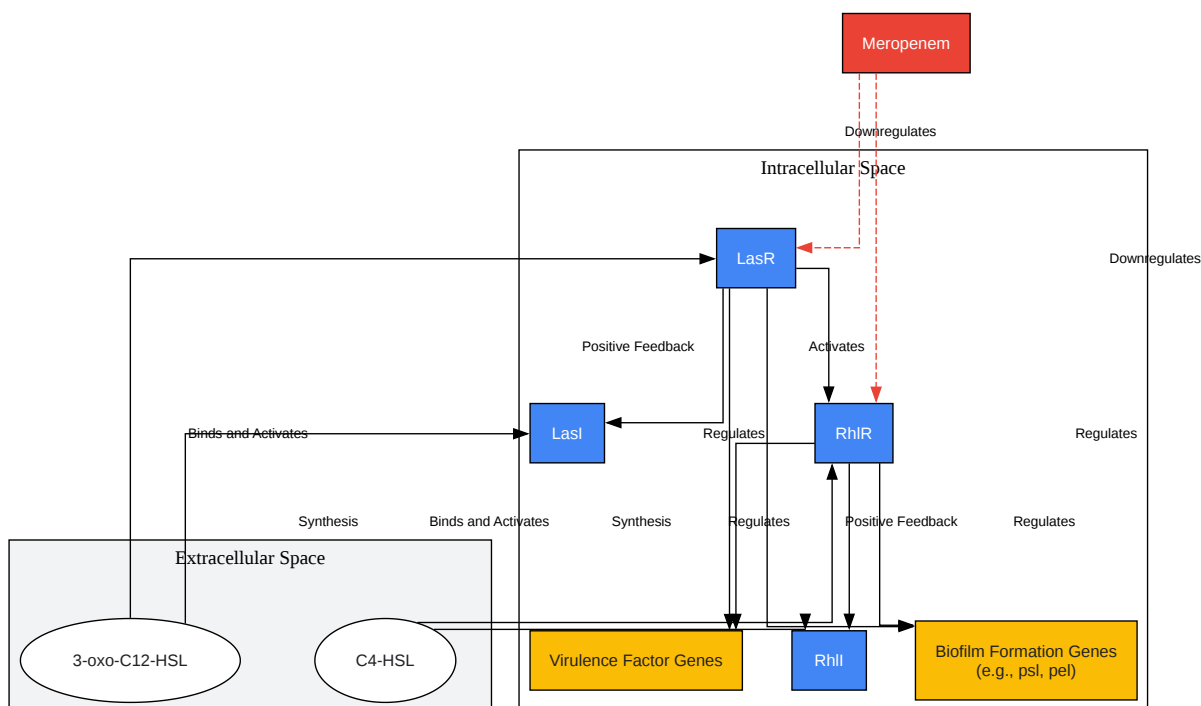 Meropenem
Downregulates
Intracellular Space
LasR
Downregulates
Positive Feedback
Activates
Binds and Activates
LasI
Regulates
RhlR
Regulates
Synthesis
Binds and Activates
Synthesis
Regulates
Positive Feedback
Regulates
Extracellular Space
3-oxo-C12-HSL
C4-HSL
Virulence Factor Genes
RhlI
Biofilm Formation Genes
(e.g., psl, pel)